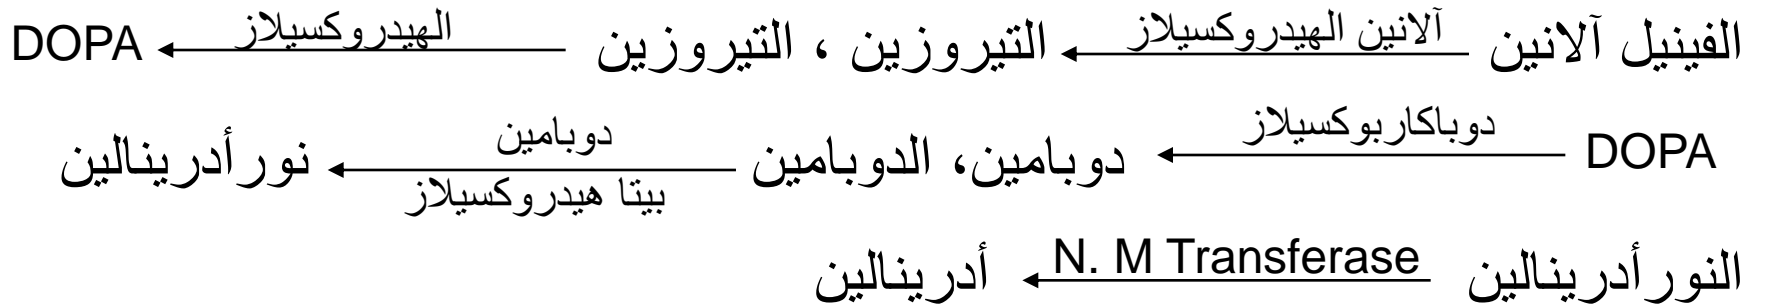 الفينيل آلانين آلانين الهيدروكسيلاز التيروزين ، التيروزين الهيدروكسيلاز DOPA
DOPA دوباكاربوكسيلاز دوبامين، الدوبامين دوبامين بيتا هيدروكسيلاز نورأدرينالين
النورأدرينالين N. M Transferase أدرينالين